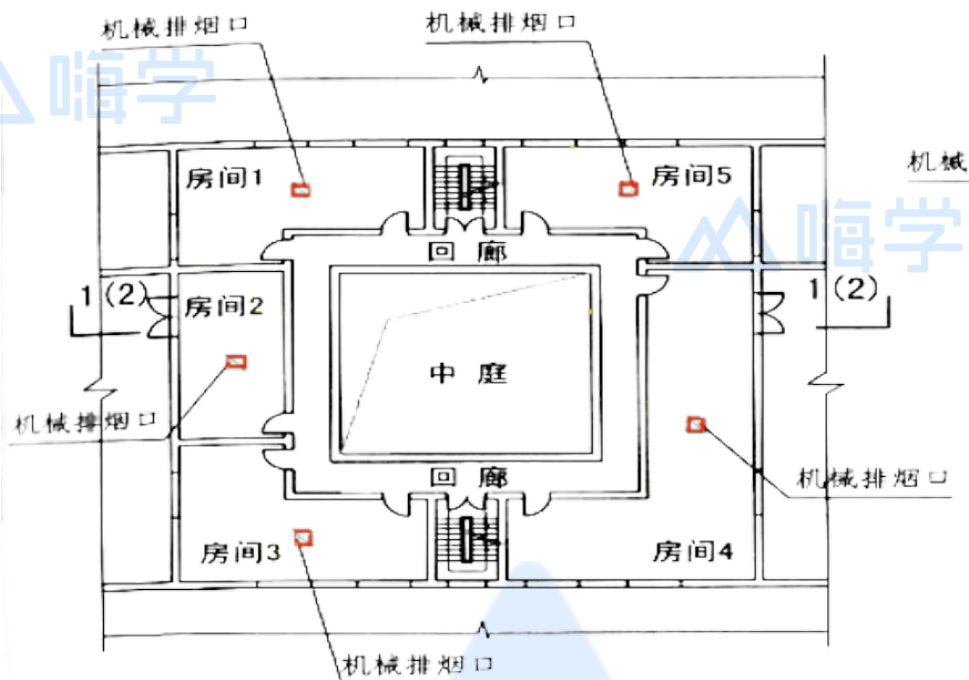 机械排烟口
机械排烟口
嗨学
机械
房间1
房间5
嗨学
回廊
1(2)
房间2
1(2)
中庭
机械排烟口
回廊
机械排烟口
房间3
房间4
机械排烟口